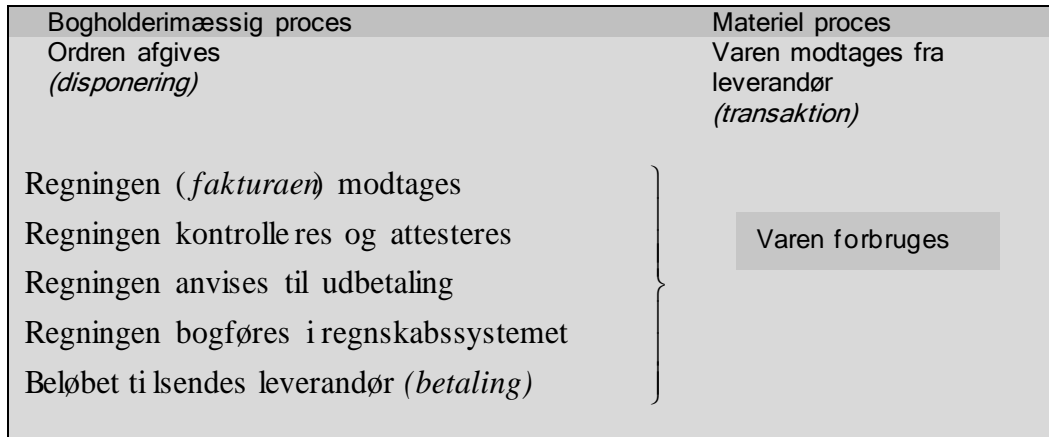 Bogholderimæssig proces
Materiel proces
Ordren afgives
(disponering)
Varen modtages fra
leverandør
(transaktion)
Regningen (fakturaen) modtages
Regningen kontrolleres og attesteres
Regningen anvises til udbetaling
Regningen bogføres i regnskabssystemet
Beløbet tilsendes leverandør (betaling)
Varen forbruges